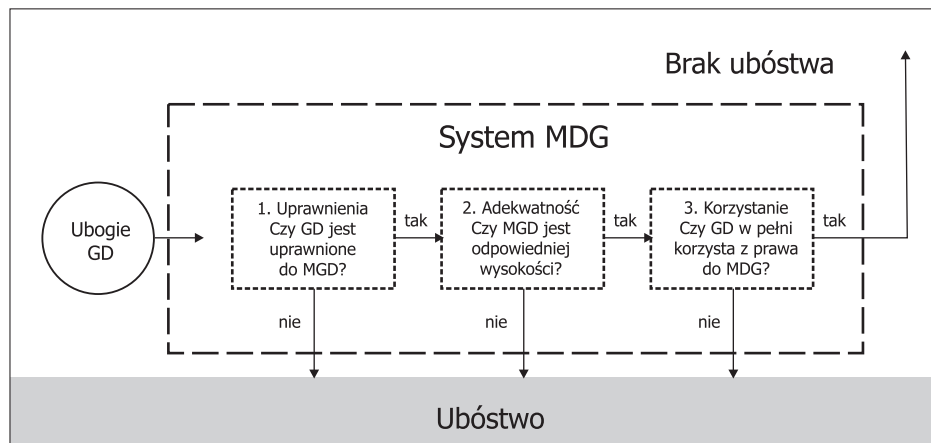 Brak ubóstwa
System MDG
Ubogie
GD
1. Uprawnienia
Czy GD jest
uprawnione
do MGD?
tak
2. Adekwatność
Czy MGD jest
odpowiedniej
wysokości?
tak
3. Korzystanie
Czy GD w pełni
korzysta z prawa
do MDG?
tak
nie
nie
nie
Ubóstwo